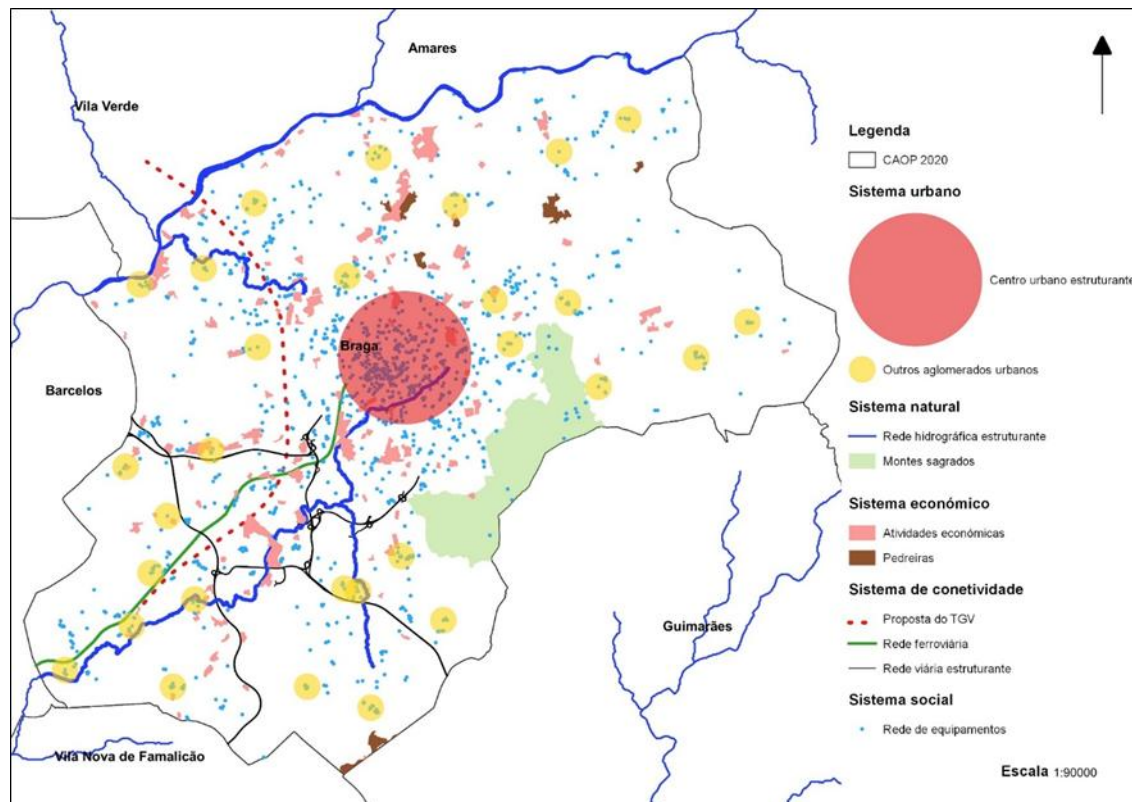 Amares
Vila Verde
Braga
Barcelos
Guimarães
Vila Nova de Famalicão
Legenda
CAOP 2020
Sistema urbano
Centro urbano estruturante
Outros aglomerados urbanos
Sistema natural
Rede hidrográfica estruturante
Montes sagrados
Sistema económico
Atividades económicas
Pedreiras
Sistema de conetividade
Proposta do TGV
Rede ferroviária
Rede viária estruturante
Sistema social
Rede de equipamentos
Escala 1:90000